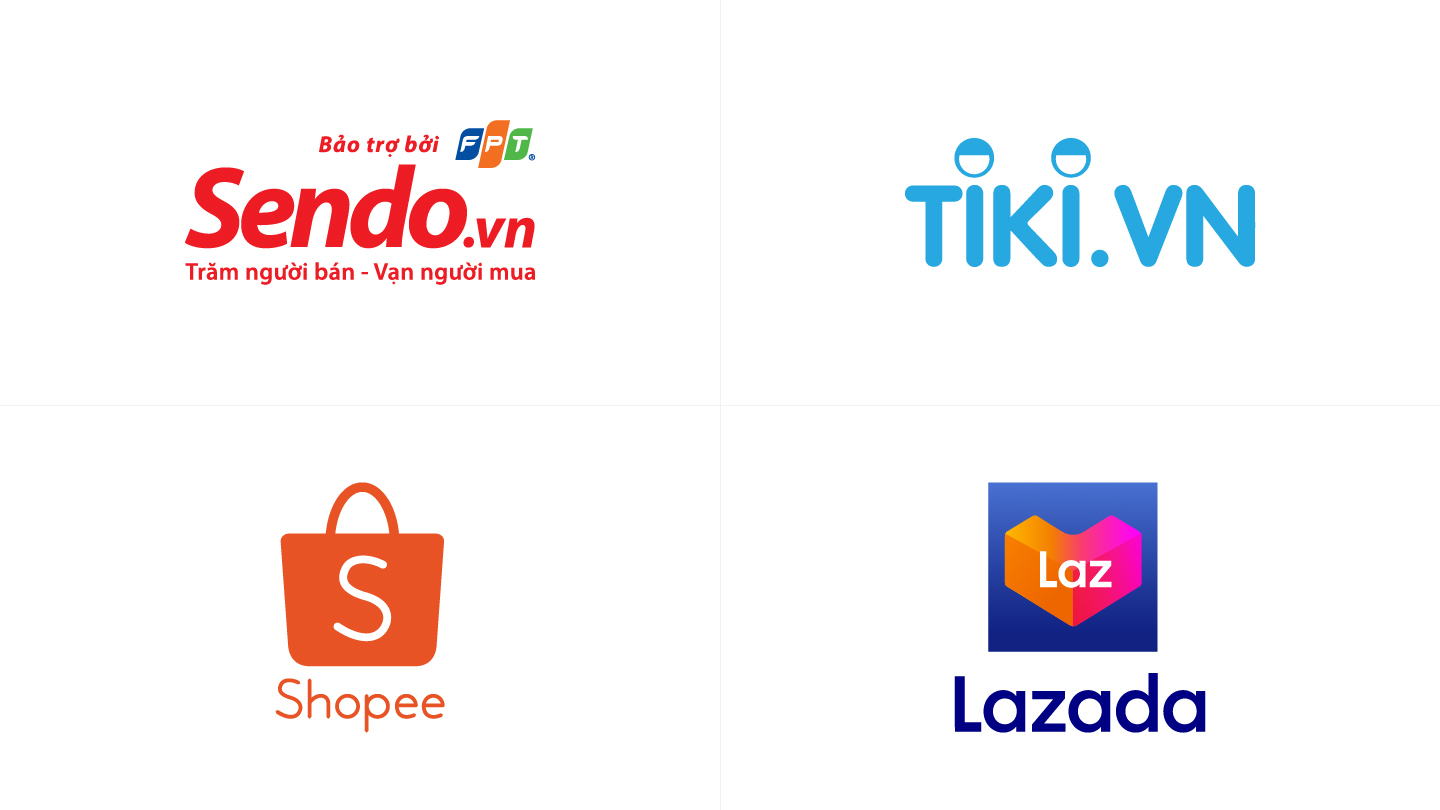 Bảo trợ bởi FPT®
Sendo.vn
Trăm người bán - Vạn người mua
TIKI.VN
S
Shopee
Laz
Lazada